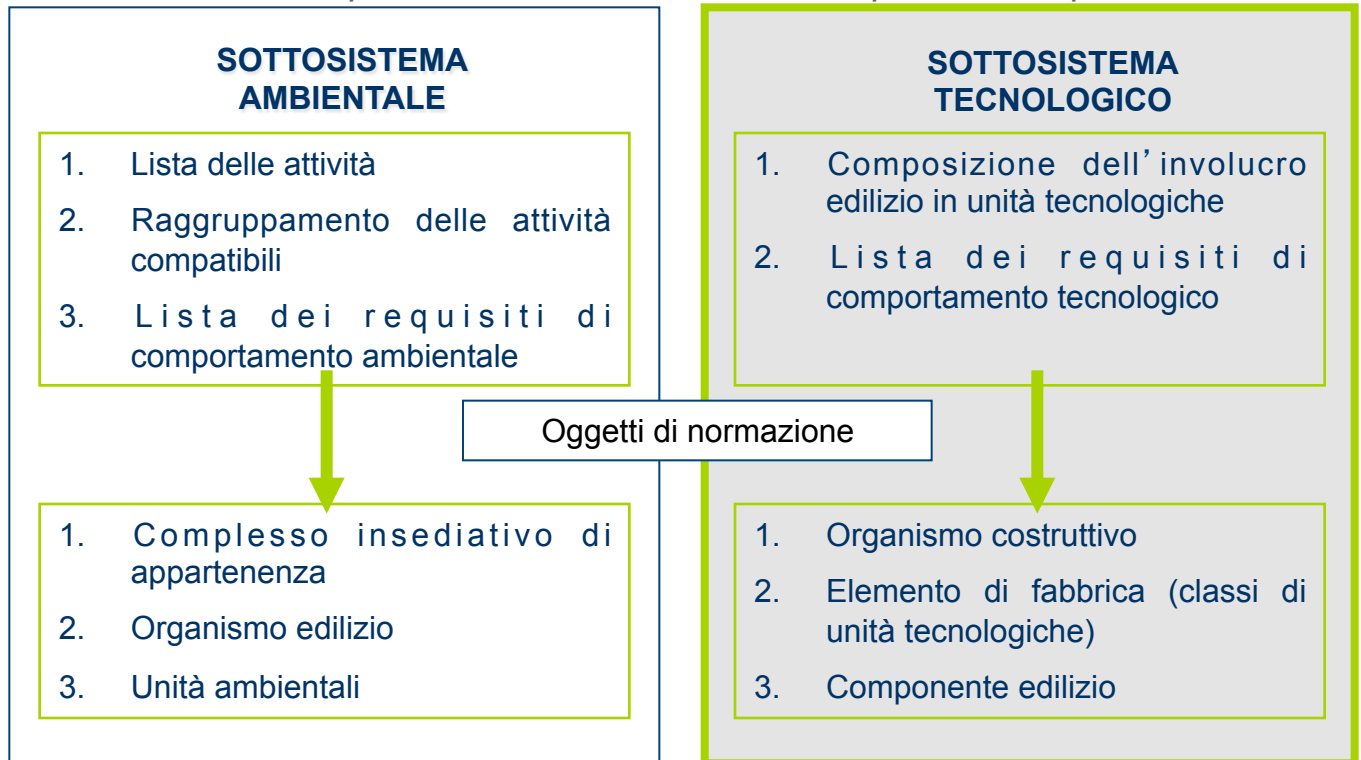 SOTTOSISTEMA
AMBIENTALE
1. Lista delle attività
2. Raggruppamento delle attività
compatibili
3. Lista dei requisiti di
comportamento ambientale
SOTTOSISTEMA
TECNOLOGICO
1. Composizione dell’involucro
edilizio in unità tecnologiche
2. Lista dei requisiti di
comportamento tecnologico
Oggetti di normazione
1. Complesso insediativo di
appartenenza
2. Organismo edilizio
3. Unità ambientali
1. Organismo costruttivo
2. Elemento di fabbrica (classi di
unità tecnologiche)
3. Componente edilizio